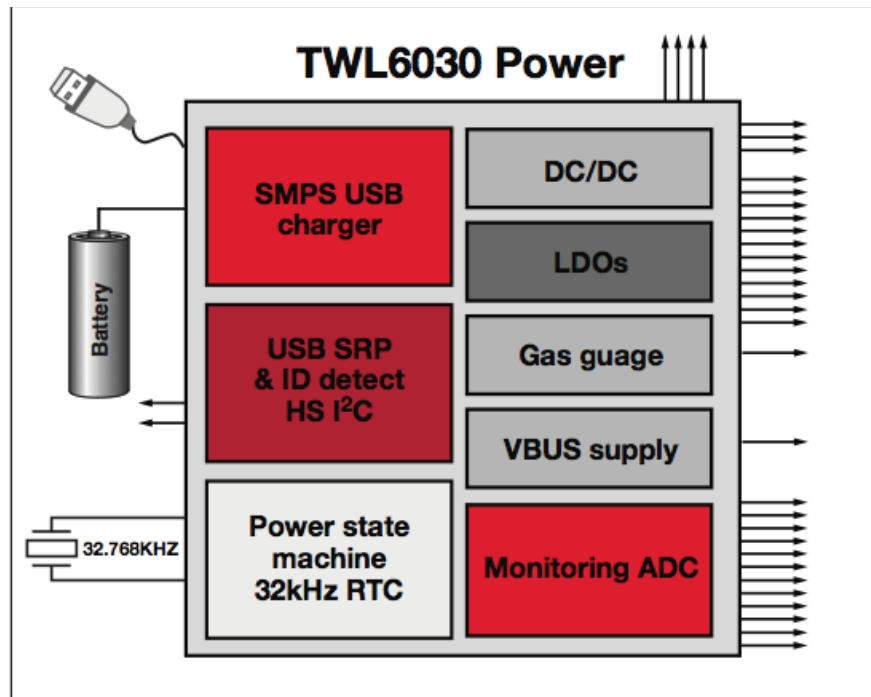 TWL6030 Power
SMPS USB
charger
DC/DC
LDOs
Battery
USB SRP
& ID detect
HS I²C
Gas guage
VBUS supply
32.768KHZ
Power state
machine
32kHz RTC
Monitoring ADC